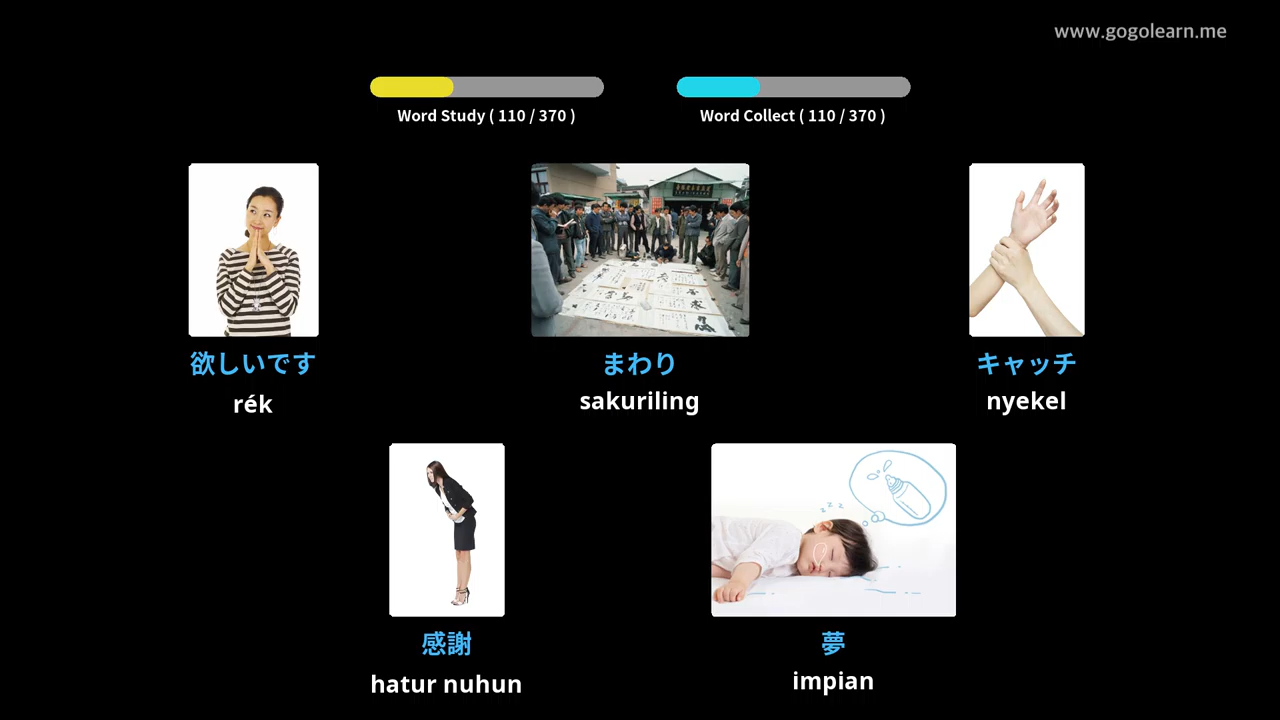 www.gogolearn.me
Word Study ( 110 / 370 )
Word Collect ( 110 / 370 )
欲しいです
rék
まわり
sakuriling
キャッチ
nyekel
感謝
hatur nuhun
夢
impian